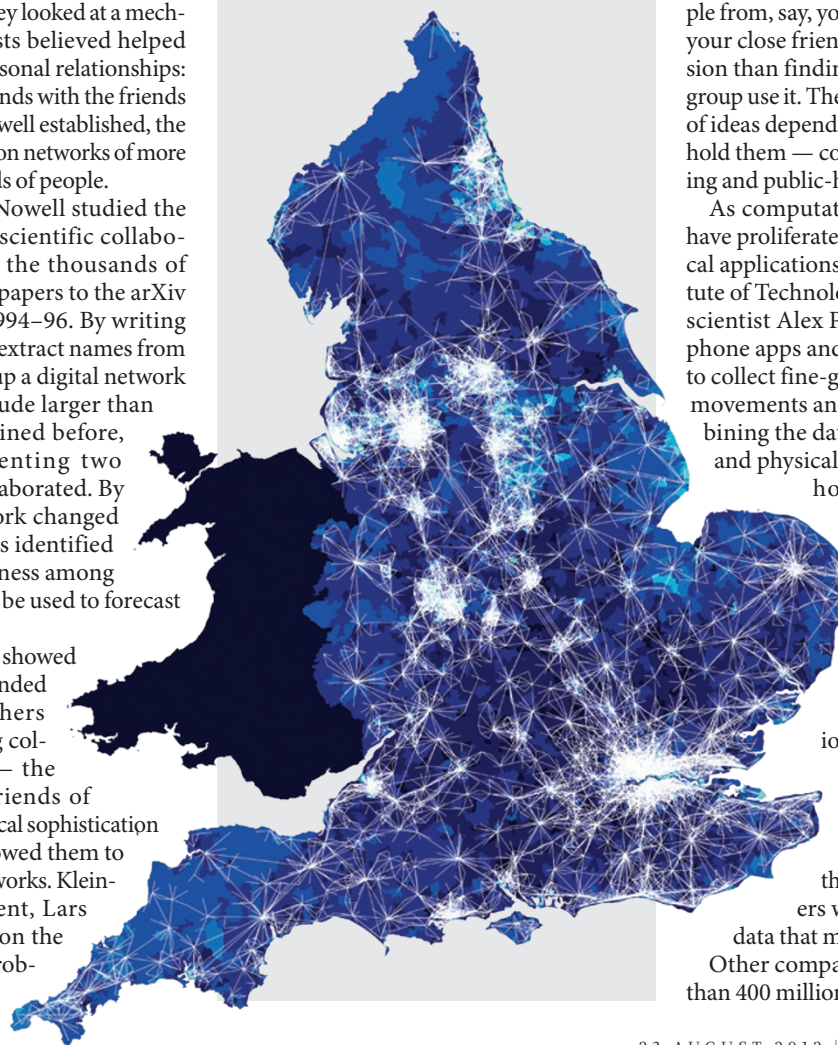 ey looked at a mech-
sts believed helped
sonal relationships:
nds with the friends
well established, the
on networks of more
ls of people.
Nowell studied the
scientific collabo-
the thousands of
papers to the arXiv
994–96. By writing
extract names from
up a digital network
ude larger than
ined before,
enting two
aborated. By
ork changed
s identified
ness among
be used to forecast
showed
nded
hers
g col-
— the
riends of
cal sophistication
owed them to
works. Klein-
ent, Lars
on the
rob-
ple from, say, yo
your close frien
sion than findin
group use it. The
of ideas depend
hold them — co
ing and public-h
As computat
have proliferate
cal applications
tute of Technolo
scientist Alex P
phone apps and
to collect fine-g
movements an
bining the da
and physical
ho
io
th
ers w
data that m
Other compa
than 400 million
23 AUGUST 2012